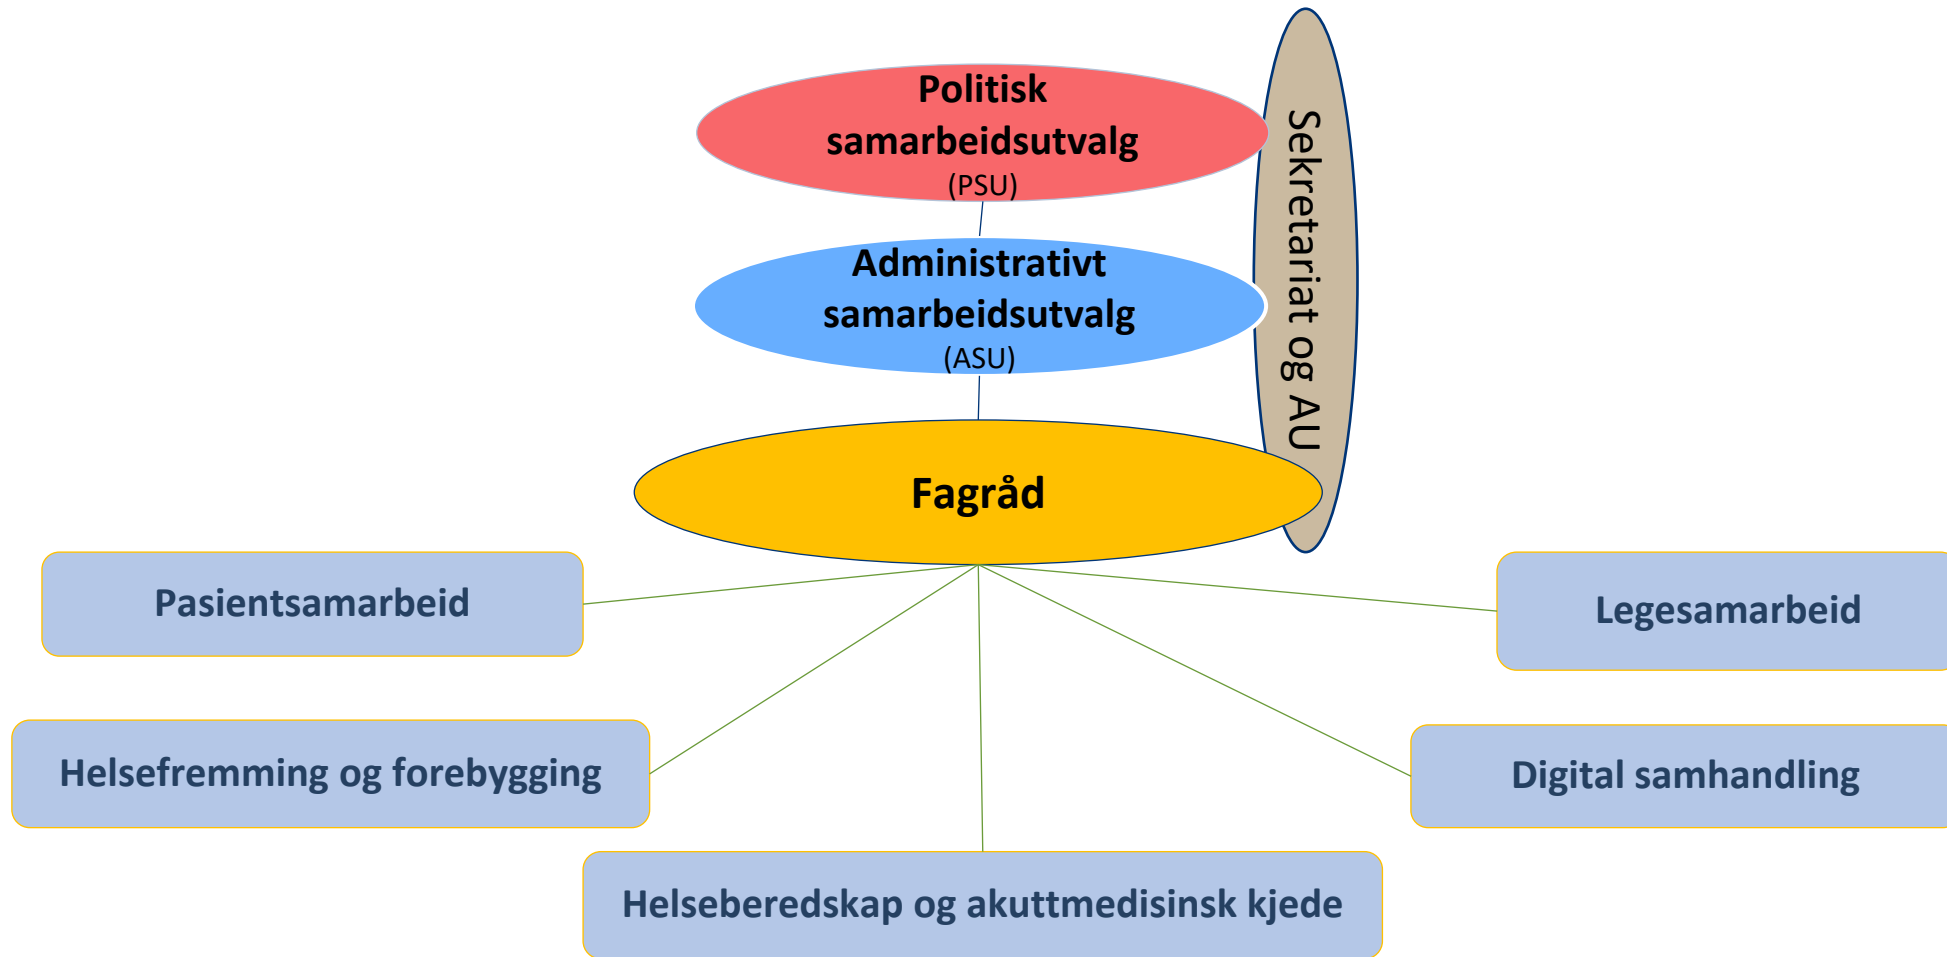 Politisk
samarbeidsutvalg
(PSU)
Sekretariat og AU
Administrativt
samarbeidsutvalg
(ASU)
Fagråd
Pasientsamarbeid
Legesamarbeid
Helsefremming og forebygging
Digital samhandling
Helseberedskap og akuttmedisinsk kjede